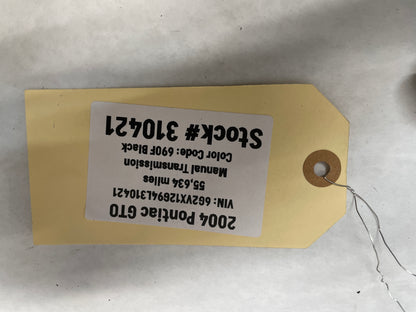 2004 Pontiac GTO
VIN: 6G2VX12G94L310421
55,634 miles
Manual Transmission
Color Code: 690F Black
Stock# 310421